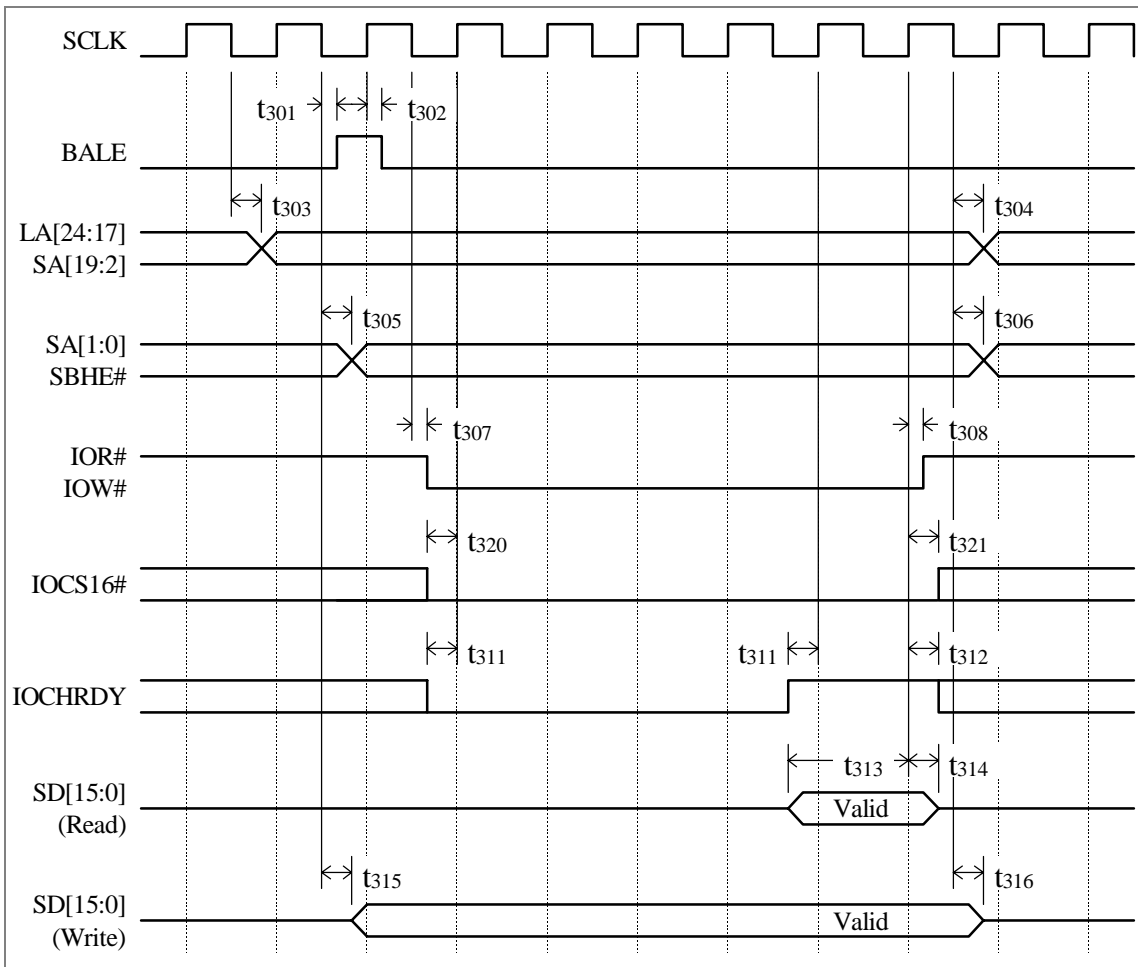 SCLK
t301 t302
BALE
t303 t304
LA[24:17]
SA[19:2]
t305 t306
SA[1:0]
SBHE#
t307 t308
IOR#
IOW#
t320 t321
IOCS16#
t311 t311 t312
IOCHRDY
t313 t314
SD[15:0]
Valid
(Read)
t315 t316
SD[15:0]
Valid
(Write)